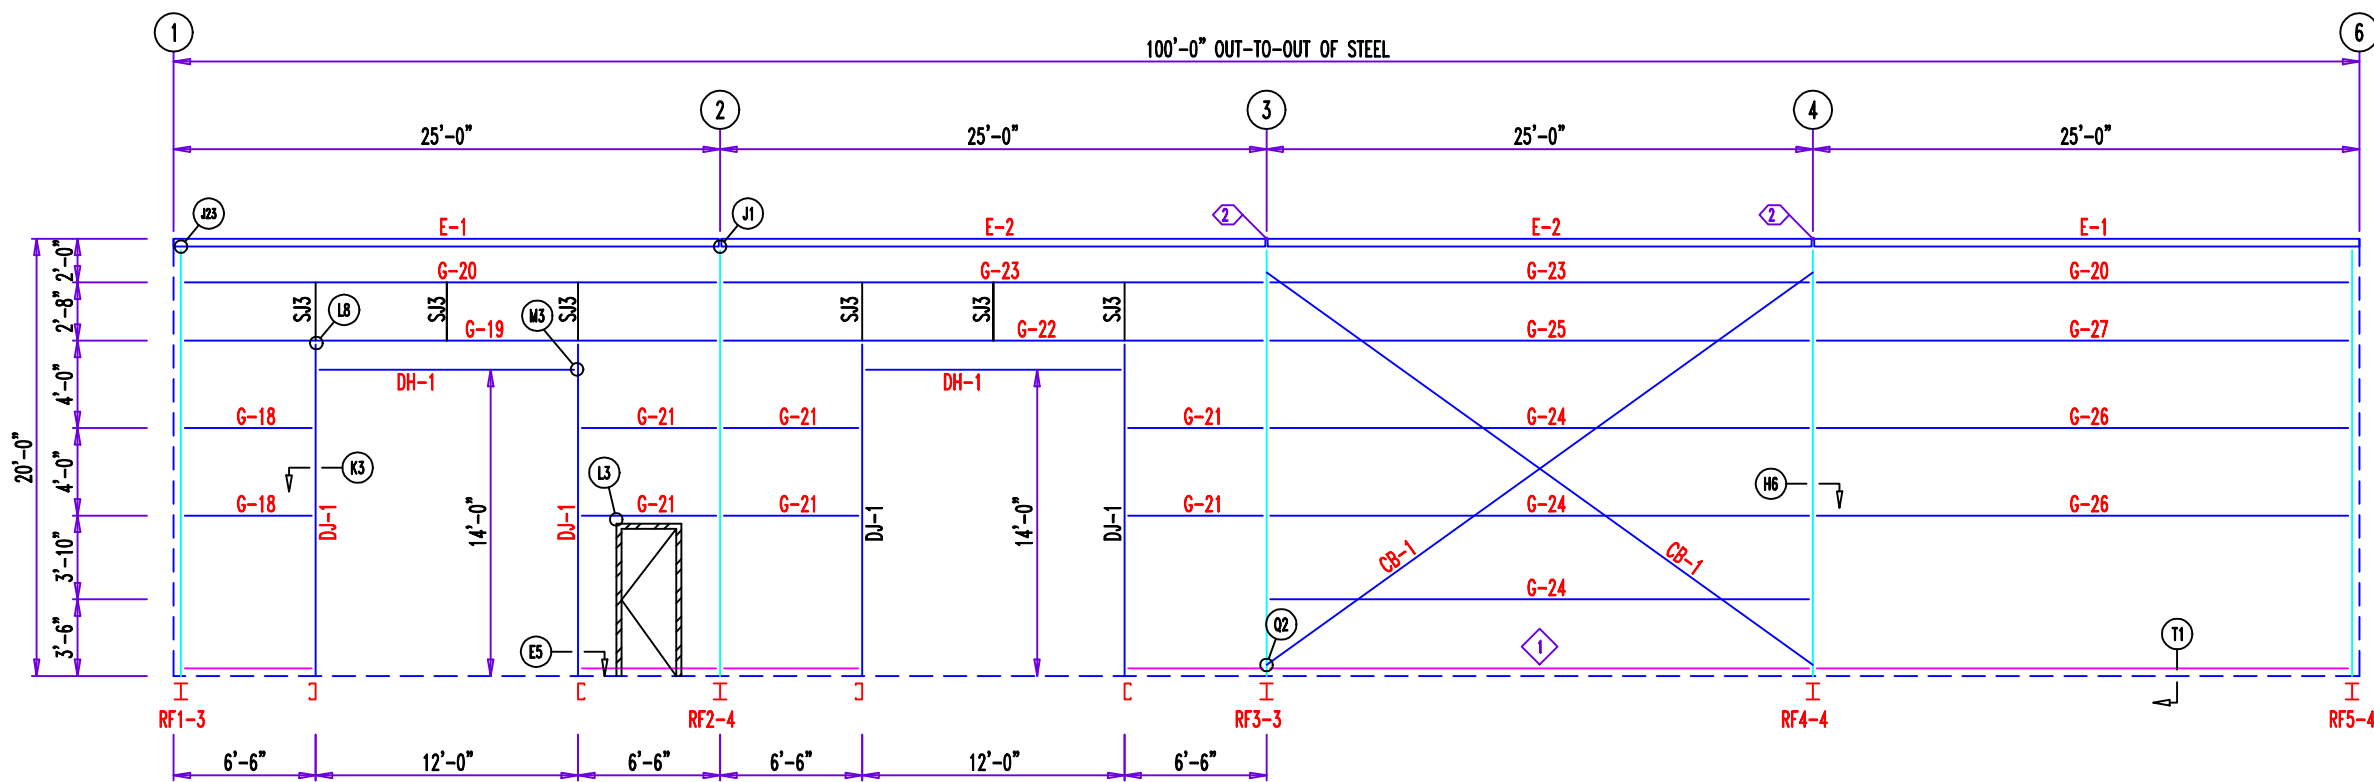 1 6
100'-0" OUT-TO-OUT OF STEEL
2 3 4
25'-0" 25'-0" 25'-0" 25'-0"
J23 J1 2 2
E-1 E-2 E-2 E-1
2'-0"
G-20 G-23 G-23 G-20
2'-8" SJ3 SJ3 SJ3 SJ3 SJ3 SJ3
L8 M3
G-19 G-22 G-25 G-27
4'-0"
DH-1 DH-1
G-18 G-21 G-21 G-21 G-24 G-26
20'-0" 4'-0"
K3 L3 H6
G-18 G-21 G-21 G-21 G-24 G-26
DJ-1 14'-0" DJ-1 DJ-1 14'-0" DJ-1
3'-10"
CB-1 CB-1
G-24
3'-6"
E5 Q2 1 T1
RF1-3 RF2-4 RF3-3 RF4-4 RF5-4
6'-6" 12'-0" 6'-6" 6'-6" 12'-0" 6'-6"